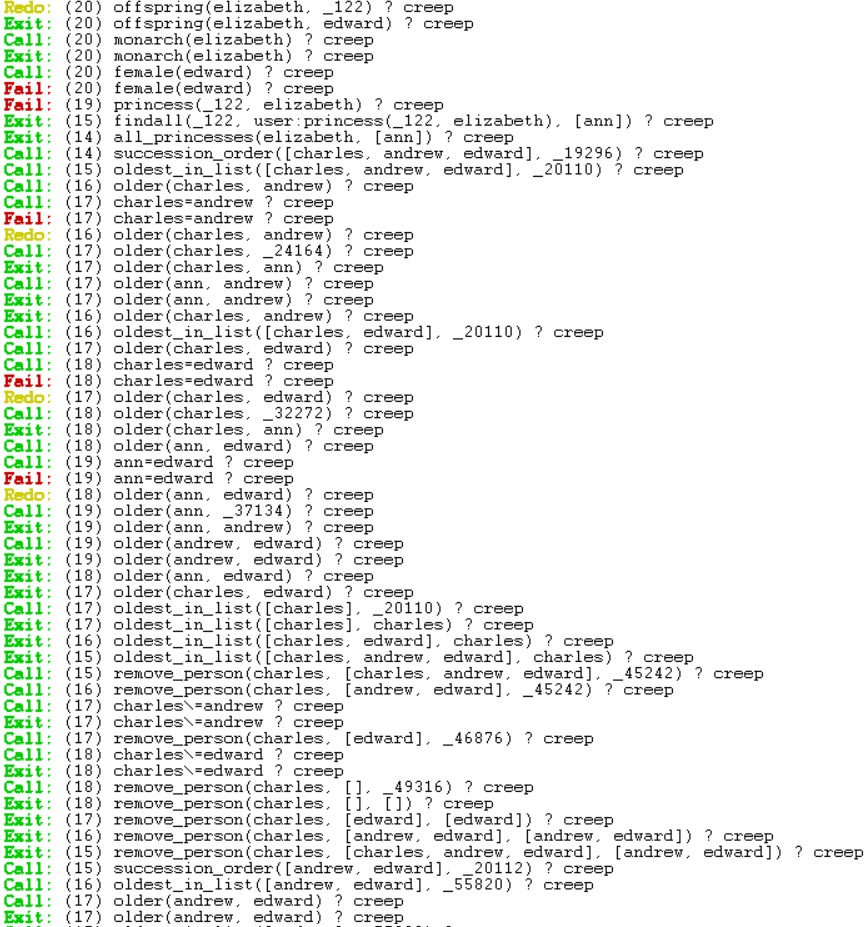 Redo: (20) offspring(elizabeth, _122) ? creep
Exit: (20) offspring(elizabeth, edward) ? creep
Call: (20) monarch(elizabeth) ? creep
Exit: (20) monarch(elizabeth) ? creep
Call: (20) female(edward) ? creep
Fail: (20) female(edward) ? creep
Fail: (19) princess(_122, elizabeth) ? creep
Exit: (15) findall(_122, user:princess(_122, elizabeth), [ann]) ? creep
Exit: (14) all_princesses(elizabeth, [ann]) ? creep
Call: (14) succession_order([charles, andrew, edward], _19296) ? creep
Call: (15) oldest_in_list([charles, andrew, edward], _20110) ? creep
Call: (16) older(charles, andrew) ? creep
Call: (17) charles=andrew ? creep
Fail: (17) charles=andrew ? creep
Redo: (16) older(charles, andrew) ? creep
Call: (17) older(charles, _24164) ? creep
Exit: (17) older(charles, ann) ? creep
Call: (17) older(ann, andrew) ? creep
Exit: (17) older(ann, andrew) ? creep
Exit: (16) older(charles, andrew) ? creep
Call: (16) oldest_in_list([charles, edward], _20110) ? creep
Call: (17) older(charles, edward) ? creep
Call: (18) charles=edward ? creep
Fail: (18) charles=edward ? creep
Redo: (17) older(charles, edward) ? creep
Call: (18) older(charles, _32272) ? creep
Exit: (18) older(charles, ann) ? creep
Call: (18) older(ann, edward) ? creep
Call: (19) ann=edward ? creep
Fail: (19) ann=edward ? creep
Redo: (18) older(ann, edward) ? creep
Call: (19) older(ann, _37134) ? creep
Exit: (19) older(ann, andrew) ? creep
Call: (19) older(andrew, edward) ? creep
Exit: (19) older(andrew, edward) ? creep
Exit: (18) older(ann, edward) ? creep
Exit: (17) older(charles, edward) ? creep
Call: (17) oldest_in_list([charles], _20110) ? creep
Exit: (17) oldest_in_list([charles], charles) ? creep
Exit: (16) oldest_in_list([charles, edward], charles) ? creep
Exit: (15) oldest_in_list([charles, andrew, edward], charles) ? creep
Call: (15) remove_person(charles, [charles, andrew, edward], _45242) ? creep
Call: (16) remove_person(charles, [andrew, edward], _45242) ? creep
Call: (17) charles\=andrew ? creep
Exit: (17) charles\=andrew ? creep
Call: (17) remove_person(charles, [edward], _46876) ? creep
Call: (18) charles\=edward ? creep
Exit: (18) charles\=edward ? creep
Call: (18) remove_person(charles, [], _49316) ? creep
Exit: (18) remove_person(charles, [], []) ? creep
Exit: (17) remove_person(charles, [edward], [edward]) ? creep
Exit: (16) remove_person(charles, [andrew, edward], [andrew, edward]) ? creep
Exit: (15) remove_person(charles, [charles, andrew, edward], [andrew, edward]) ? creep
Call: (15) succession_order([andrew, edward], _20112) ? creep
Call: (16) oldest_in_list([andrew, edward], _55820) ? creep
Call: (17) older(andrew, edward) ? creep
Exit: (17) older(andrew, edward) ? creep